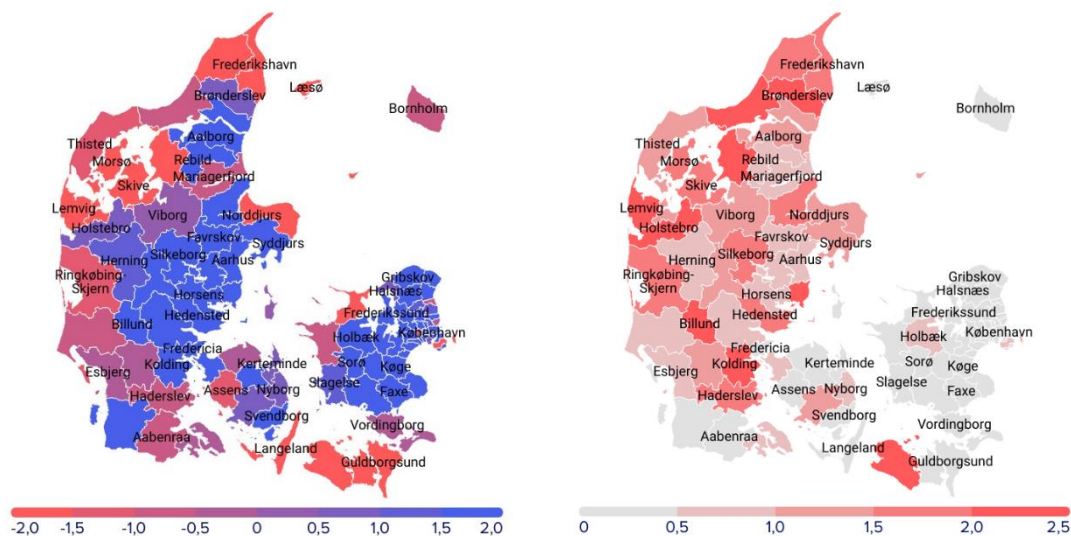 Frederikshavn
Læsø
Brønderslev
Bornholm
Thisted
Aalborg
Morsø
Rebild
Mariagerfjord
Skive
Lemvig
Viborg
Norddjurs
Holstebro
Favrskov
Syddjurs
Silkeborg
Herning
Aarhus
Ringkøbing-
Skjern
Gribskov
Halsnæs
Horsens
Hedensted
Frederikssund
Billund
Holbæk
København
Fredericia
Kolding
Kerteminde
Sorø
Køge
Esbjerg
Slagelse
Assens
Nyborg
Haderslev
Faxe
Svendborg
Vordingborg
Aabenraa
Langeland
Guldborgsund
-2,0 -1,5 -1,0 -0,5 0 0,5 1,0 1,5 2,0
Frederikshavn
Læsø
Brønderslev
Bornholm
Thisted
Aalborg
Morsø
Rebild
Mariagerfjord
Skive
Lemvig
Viborg
Norddjurs
Holstebro
Favrskov
Syddjurs
Silkeborg
Herning
Aarhus
Ringkøbing-
Skjern
Gribskov
Halsnæs
Horsens
Hedensted
Frederikssund
Billund
Holbæk
København
Fredericia
Kolding
Kerteminde
Sorø
Køge
Esbjerg
Slagelse
Assens
Nyborg
Haderslev
Faxe
Svendborg
Vordingborg
Aabenraa
Langeland
Guldborgsund
0 0,5 1,0 1,5 2,0 2,5